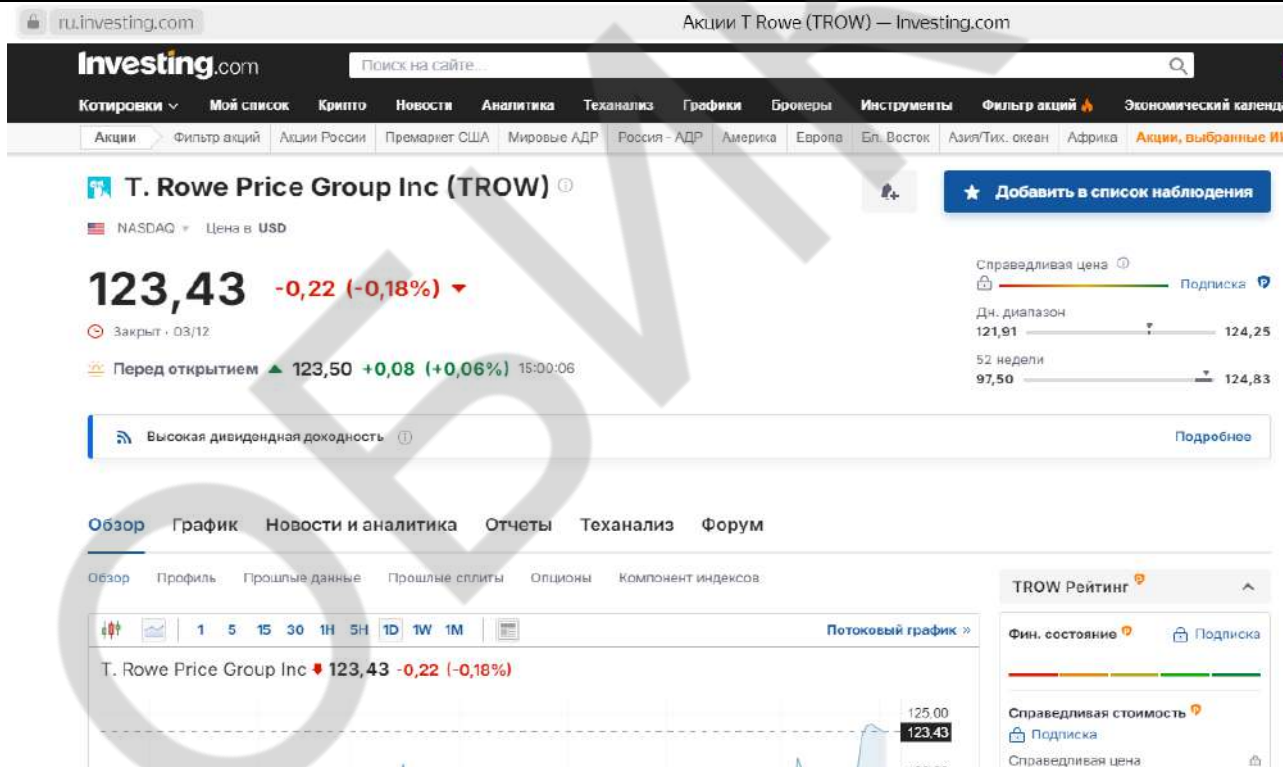 ru.investing.com
Акции T Rowe (TROW) — Investing.com
Investing.com
Поиск на сайте...
Котировки Мой список Крипто Новости Аналитика Теханализ Графики Брокеры Инструменты Фильтр акций Экономический календ
Акции Фильтр акций Акции России Премаркет США Мировые АДР Россия - АДР Америка Европа Бл. Восток Азия/Тих. океан Африка Акции, выбранные ИИ
T. Rowe Price Group Inc (TROW)
Добавить в список наблюдения
NASDAQ Цена в USD
123,43 -0,22 (-0,18%)
Справедливая цена
Подписка
Закрыт · 03/12
Дн. диапазон
121,91 124,25
Перед открытием 123,50 +0,08 (+0,06%) 15:00:06
52 недели
97,50 124,83
Высокая дивидендная доходность
Подробнее
Обзор График Новости и аналитика Отчеты Теханализ Форум
Обзор Профиль Прошлые данные Прошлые сплиты Опционы Компонент индексов
TROW Рейтинг
1 5 15 30 1H 5H 1D 1W 1M
Потоковый график »
Фин. состояние Подписка
T. Rowe Price Group Inc 123,43 -0,22 (-0,18%)
125,00
123,43
Справедливая стоимость
Подписка
Справедливая цена
ОБИК